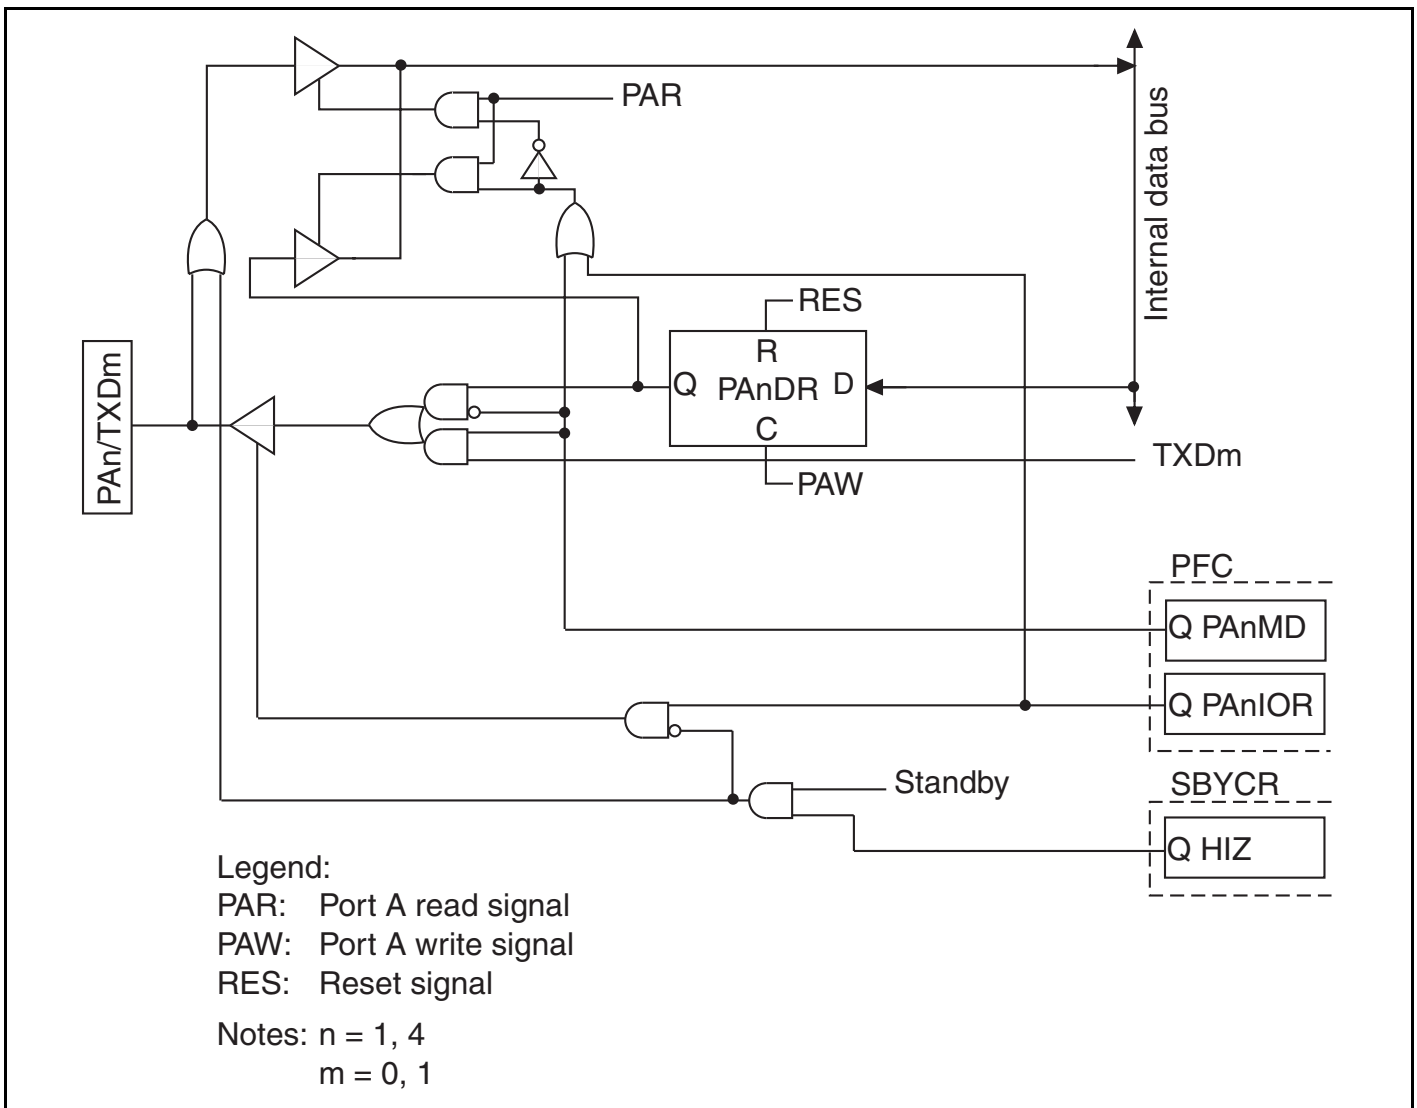 PAR
Internal data bus
RES
R
Q PAnDR D
C
PAW
PAn/TXDm
TXDm
PFC
Q PAnMD
Q PAnIOR
Standby
SBYCR
Q HIZ
Legend:
PAR: Port A read signal
PAW: Port A write signal
RES: Reset signal
Notes: n = 1, 4
m = 0, 1